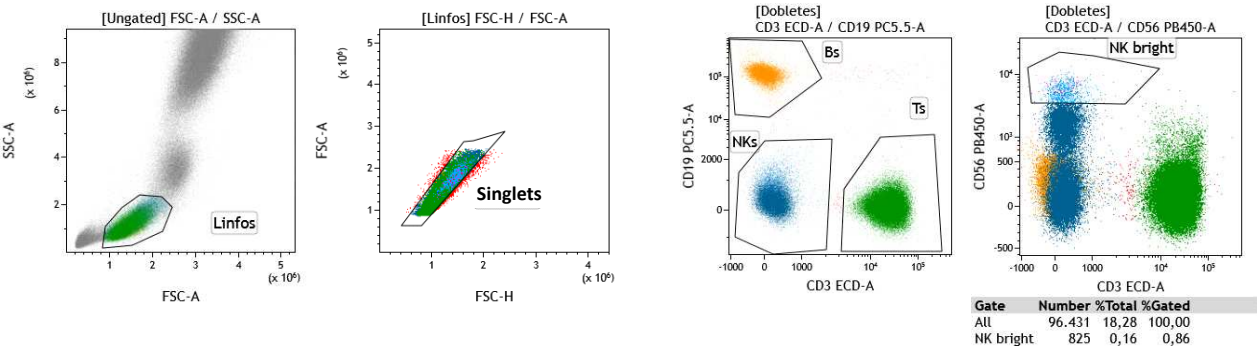 [Ungated] FSC-A / SSC-A
SSC-A
(x 10⁶)
8
6
4
2
Linfos
1 2 3 4 5
(x 10⁶)
FSC-A
[Linfos] FSC-H / FSC-A
FSC-A
(x 10⁶)
5
4
3
2
1
Singlets
1 2 3 4
(x 10⁶)
FSC-H
[Dobletes]
CD3 ECD-A / CD19 PC5.5-A
CD19 PC5.5-A
Bs
10⁵
Ts
10⁴
NKs
2000
0
-1000 0 1000 10⁴ 10⁵
CD3 ECD-A
[Dobletes]
CD3 ECD-A / CD56 PB450-A
CD56 PB450-A
NK bright
10⁴
10³
500
0
-500
-1000 0 1000 10⁴ 10⁵
CD3 ECD-A
Gate Number %Total %Gated
All 96.431 18,28 100,00
NK bright 825 0,16 0,86